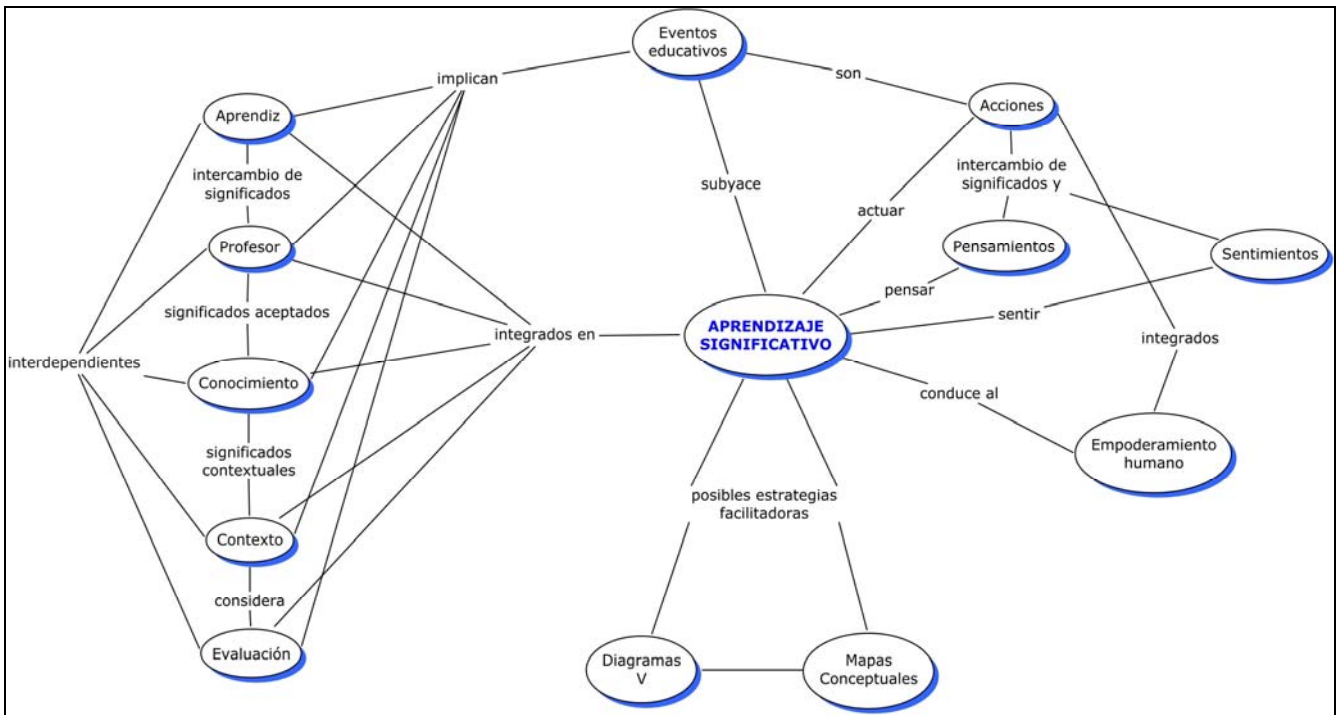 Eventos
educativos
implican
son
Aprendiz
Acciones
intercambio de
significados
intercambio de
significados y
subyace
actuar
Profesor
Pensamientos
Sentimientos
pensar
significados aceptados
sentir
integrados en
APRENDIZAJE
SIGNIFICATIVO
integrados
interdependientes
Conocimiento
conduce al
significados
contextuales
Empoderamiento
humano
posibles estrategias
facilitadoras
Contexto
considera
Evaluación
Diagramas
V
Mapas
Conceptuales